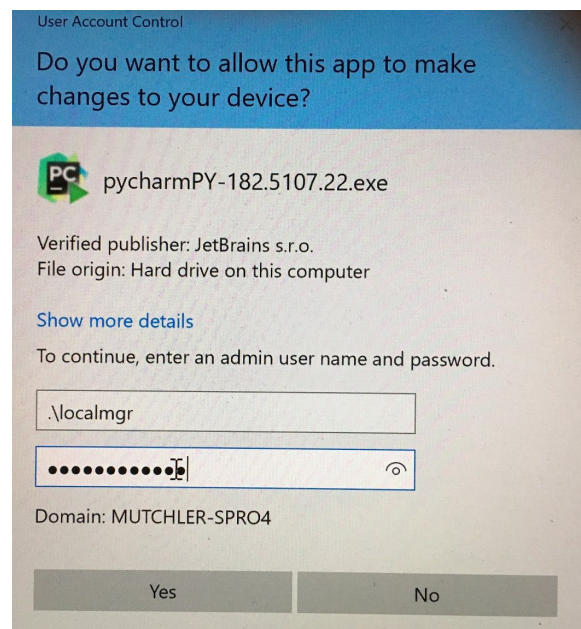 User Account Control
Do you want to allow this app to make
changes to your device?
PC
pycharmPY-182.5107.22.exe
Verified publisher: JetBrains s.r.o.
File origin: Hard drive on this computer
Show more details
To continue, enter an admin user name and password.
.\localmgr
••••••••••••
Domain: MUTCHLER-SPRO4
Yes
No